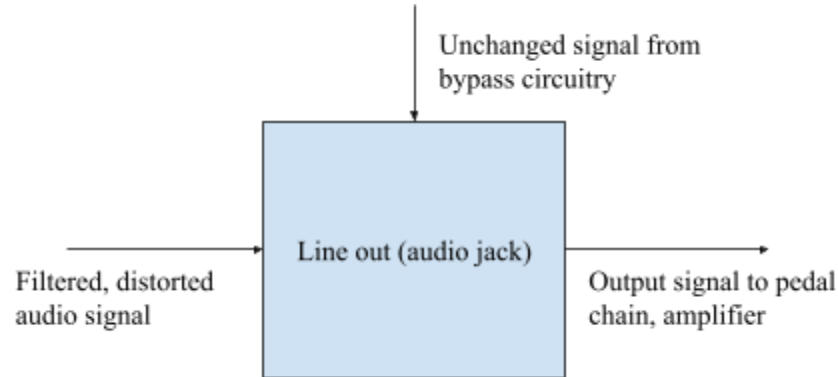 Unchanged signal from
bypass circuitry
Line out (audio jack)
Filtered, distorted
audio signal
Output signal to pedal
chain, amplifier